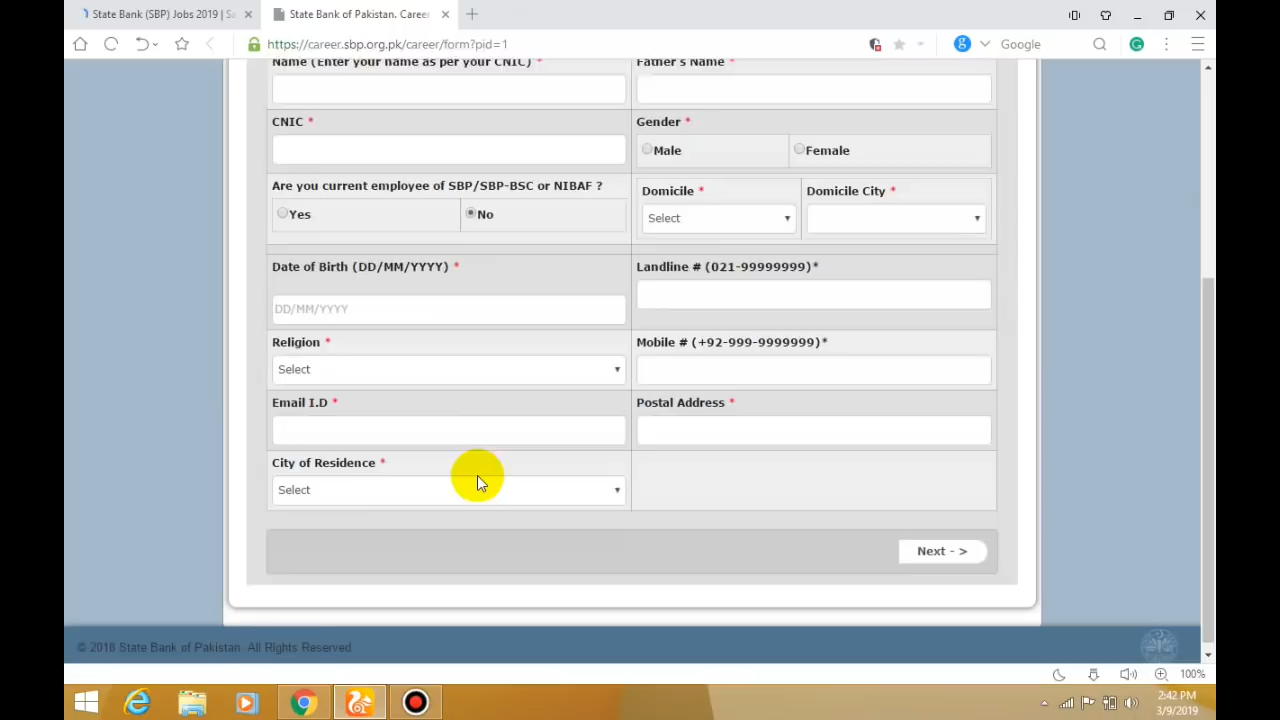 State Bank (SBP) Jobs 2019 | Sa
State Bank of Pakistan. Career
https://career.sbp.org.pk/career/form?pid=1
Google
Name (Enter your name as per your CNIC) *
Father's Name *
CNIC *
Gender *
Male
Female
Are you current employee of SBP/SBP-BSC or NIBAF ?
Domicile *
Domicile City *
Yes
No
Select
Date of Birth (DD/MM/YYYY) *
Landline # (021-99999999)*
DD/MM/YYYY
Religion *
Mobile # (+92-999-9999999)*
Select
Email I.D *
Postal Address *
City of Residence *
Select
Next - >
© 2018 State Bank of Pakistan. All Rights Reserved
100%
2:42 PM
3/9/2019